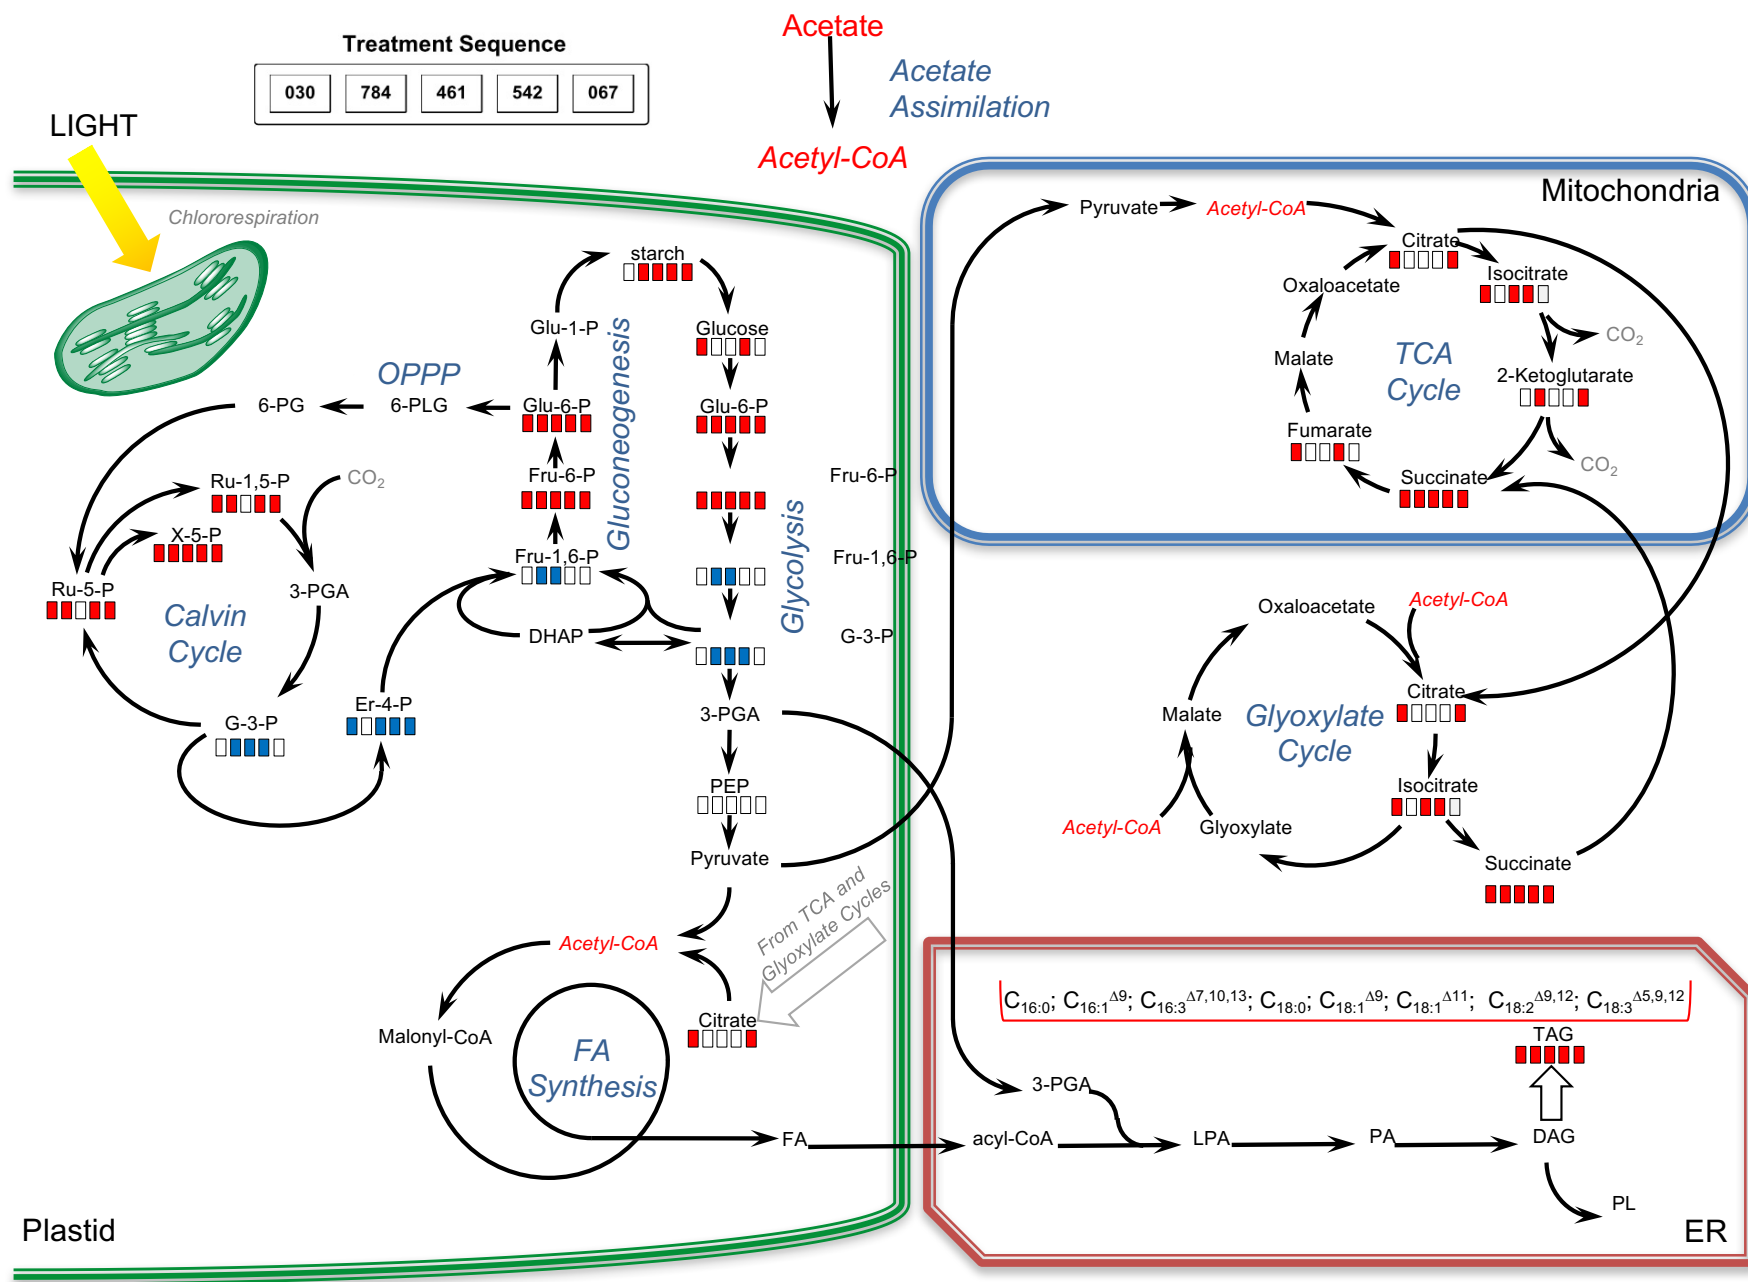 Acetate
Treatment Sequence
030 784 461 542 067
Acetate
Assimilation
LIGHT
Acetyl-CoA
Mitochondria
Chlororespiration
Pyruvate
Acetyl-CoA
Citrate
Isocitrate
Oxaloacetate
CO2
Malate
TCA
Cycle
2-Ketoglutarate
Fumarate
CO2
Succinate
starch
Glu-1-P
Glucose
Gluconeogenesis
OPPP
6-PG
6-PLG
Glu-6-P
Glu-6-P
Fru-6-P
Fru-6-P
Ru-1,5-P
CO2
X-5-P
Glycolysis
Fru-1,6-P
Fru-1,6-P
Ru-5-P
3-PGA
Calvin
Cycle
DHAP
G-3-P
Er-4-P
G-3-P
3-PGA
PEP
Pyruvate
Oxaloacetate
Acetyl-CoA
Citrate
Malate
Glyoxylate
Cycle
Isocitrate
Acetyl-CoA
Glyoxylate
Succinate
From TCA and
Glyoxylate Cycles
Acetyl-CoA
Malonyl-CoA
Citrate
FA
Synthesis
FA
C16:0; C16:1Δ9; C16:3Δ7,10,13; C18:0; C18:1Δ9; C18:1Δ11; C18:2Δ9,12; C18:3Δ5,9,12
TAG
3-PGA
acyl-CoA
LPA
PA
DAG
PL
Plastid
ER